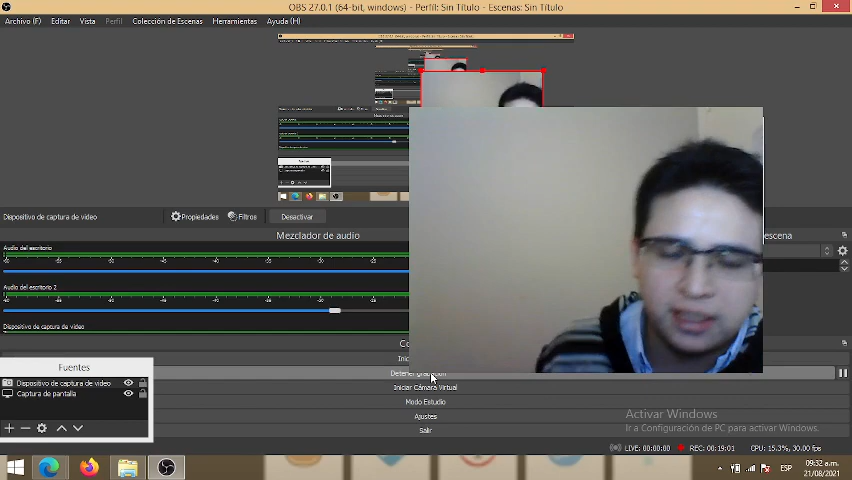 OBS 27.0.1 (64-bit, windows) - Perfil: Sin Título - Escenas: Sin Título
Archivo (F) Editar Vista Perfil Colección de Escenas Herramientas Ayuda (H)
Dispositivo de captura de video Propiedades Filtros Desactivar
Mezclador de audio
Audio del escritorio
Audio del escritorio 2
Dispositivo de captura de video
Fuentes
Dispositivo de captura de video
Captura de pantalla
Iniciar Cámara Virtual
Modo Estudio
Ajustes
Salir
Activar Windows
Ir a Configuración de PC para activar Windows.
LIVE: 00:00:00 REC: 00:19:01 CPU: 15.3%, 30.00 fps
ESP
09:32 a.m.
21/08/2021